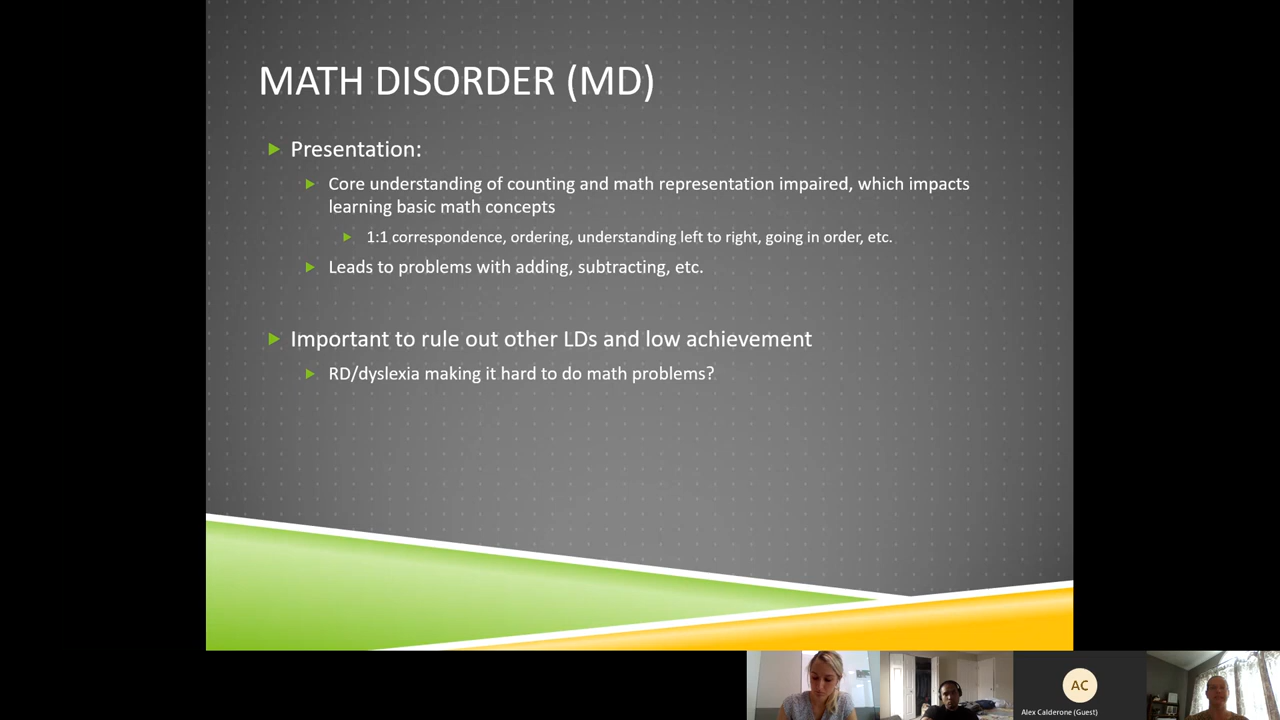 MATH DISORDER (MD)
Presentation:
Core understanding of counting and math representation impaired, which impacts
learning basic math concepts
1:1 correspondence, ordering, understanding left to right, going in order, etc.
Leads to problems with adding, subtracting, etc.
Important to rule out other LDs and low achievement
RD/dyslexia making it hard to do math problems?
AC
Alex Calderone (Guest)